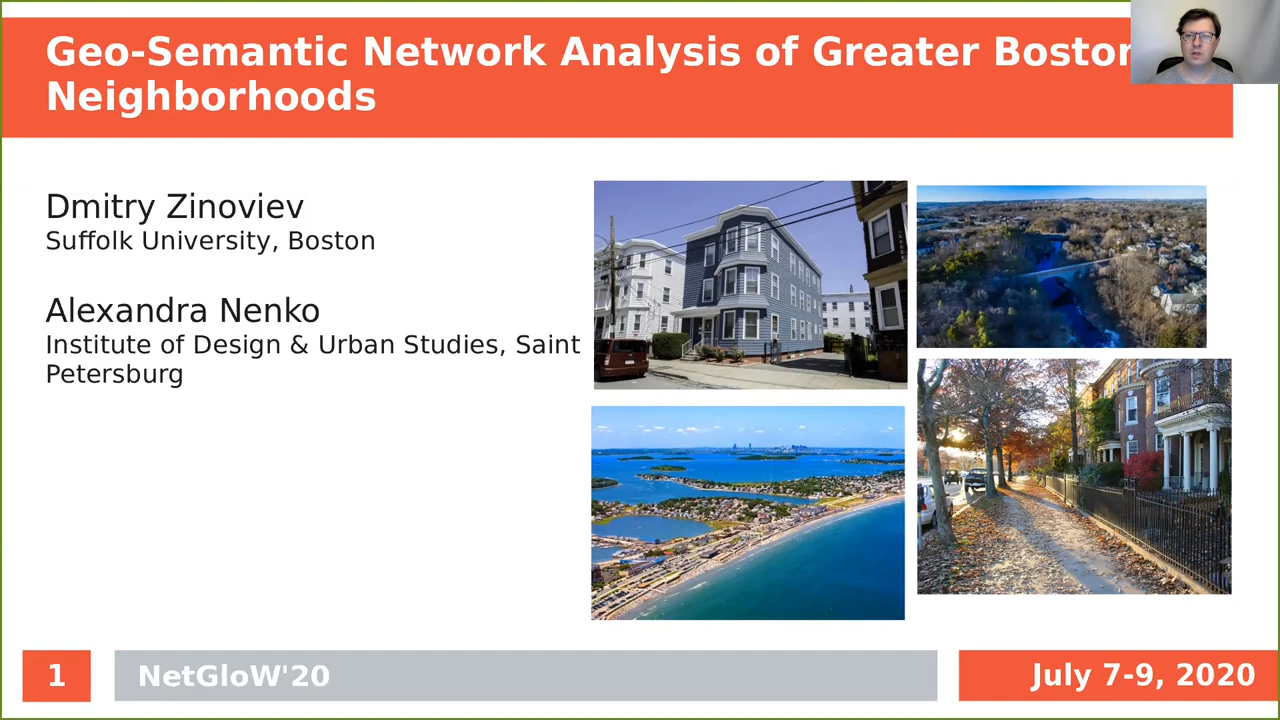 Geo-Semantic Network Analysis of Greater Boston
Neighborhoods
Dmitry Zinoviev
Suffolk University, Boston
Alexandra Nenko
Institute of Design & Urban Studies, Saint
Petersburg
1
NetGloW'20
July 7-9, 2020